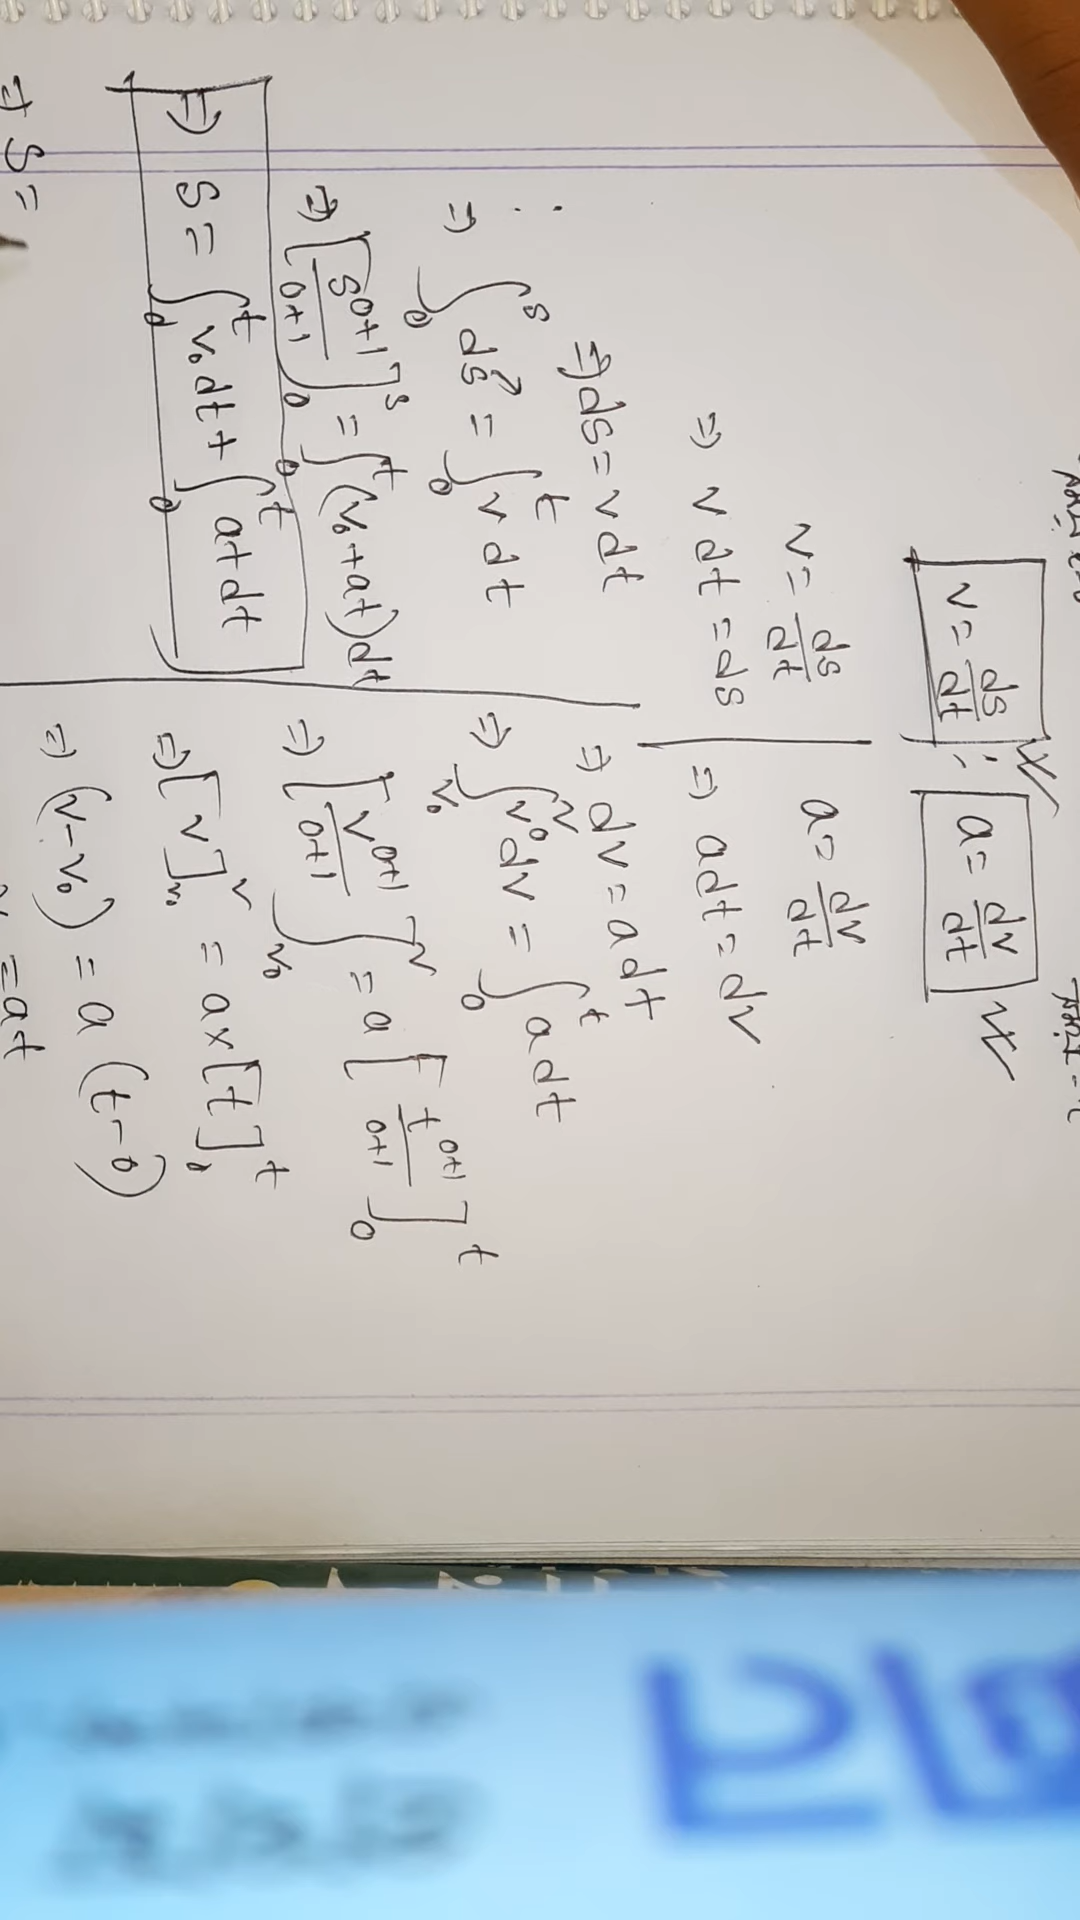 v = ds/dt ; a = dv/dt
v = ds/dt
⇒ v dt = ds
⇒ ds = v dt
⇒ ∫₀ˢ ds = ∫₀ᵗ v dt
⇒ [s⁰⁺¹/0+1]₀ˢ = ∫₀ᵗ (v₀ + at) dt
⇒ s = ∫₀ᵗ v₀ dt + ∫₀ᵗ at dt
⇒ s =
a = dv/dt
⇒ a dt = dv
⇒ dv = a dt
⇒ ∫ᵥ₀ᵛ v⁰ dv = ∫₀ᵗ a dt
⇒ [v⁰⁺¹/0+1]ᵥ₀ᵛ = a [t⁰⁺¹/0+1]₀ᵗ
⇒ [v]ᵥ₀ᵛ = a × [t]₀ᵗ
⇒ (v - v₀) = a (t - 0)
= at